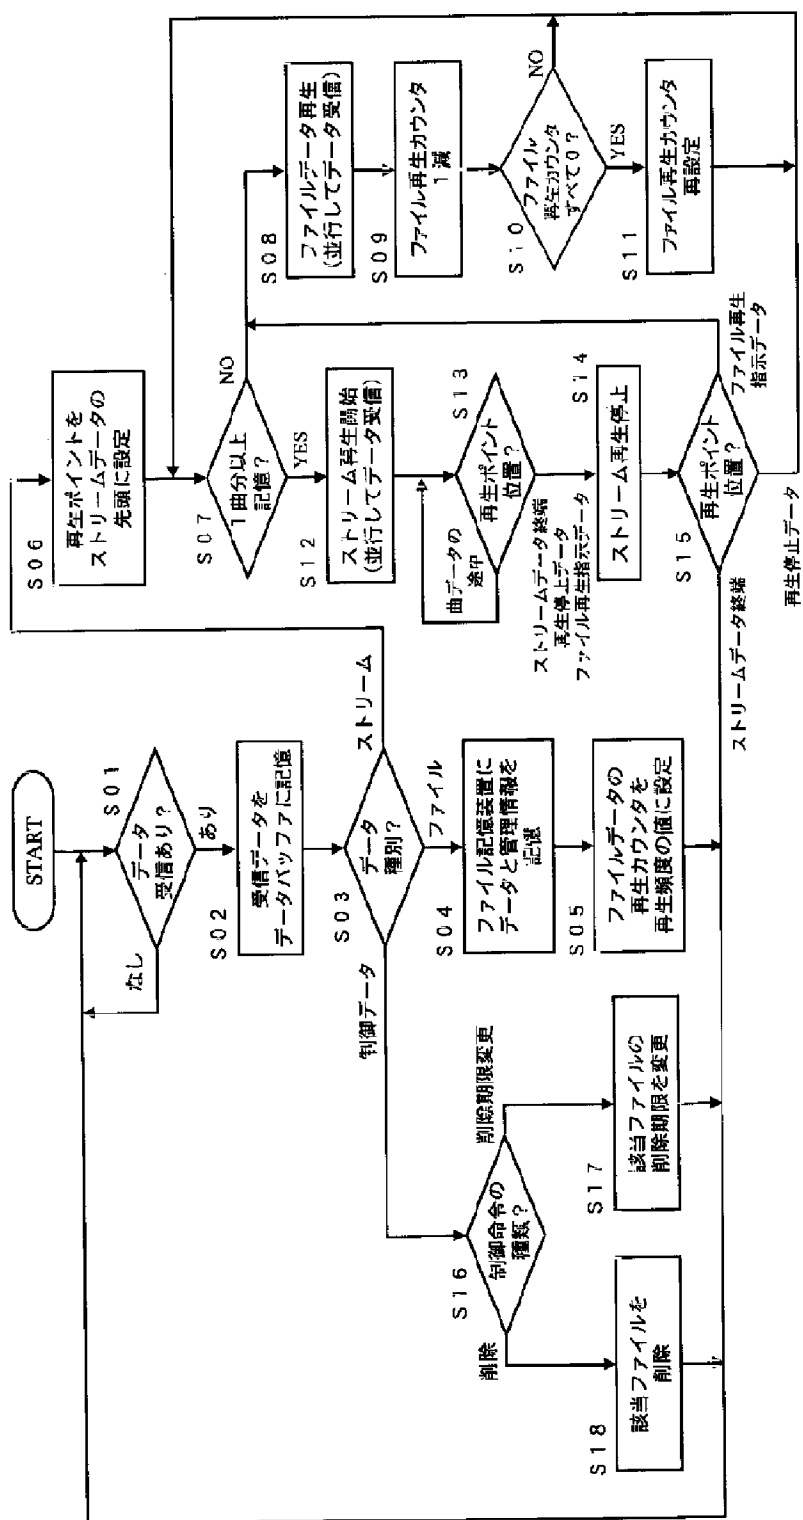 START
S01
データ
受信あり?
なし
あり
S02
受信データを
データバッファに記憶
S03
データ
種別?
制御データ
ストリーム
ファイル
S04
ファイル記憶装置に
データと管理情報を
記憶
S05
ファイルデータの
再生カウンタを
再生頻度の値に設定
S16
制御命令の
種類?
削除
削除期限変更
S17
該当ファイルの
削除期限を変更
S18
該当ファイルを
削除
S06
再生ポイントを
ストリームデータの
先頭に設定
S07
1曲分以上
記憶?
NO
YES
S12
ストリーム再生開始
(並行してデータ受信)
S13
再生ポイント
位置?
曲データの
途中
ストリームデータ終端
再生停止データ
ファイル再生指示データ
S14
ストリーム再生停止
S15
再生ポイント
位置?
ファイル再生
指示データ
再生停止データ
ストリームデータ終端
S08
ファイルデータ再生
(並行してデータ受信)
S09
ファイル再生カウンタ
1減
S10
ファイル
再生カウンタ
すべて0?
NO
YES
S11
ファイル再生カウンタ
再設定